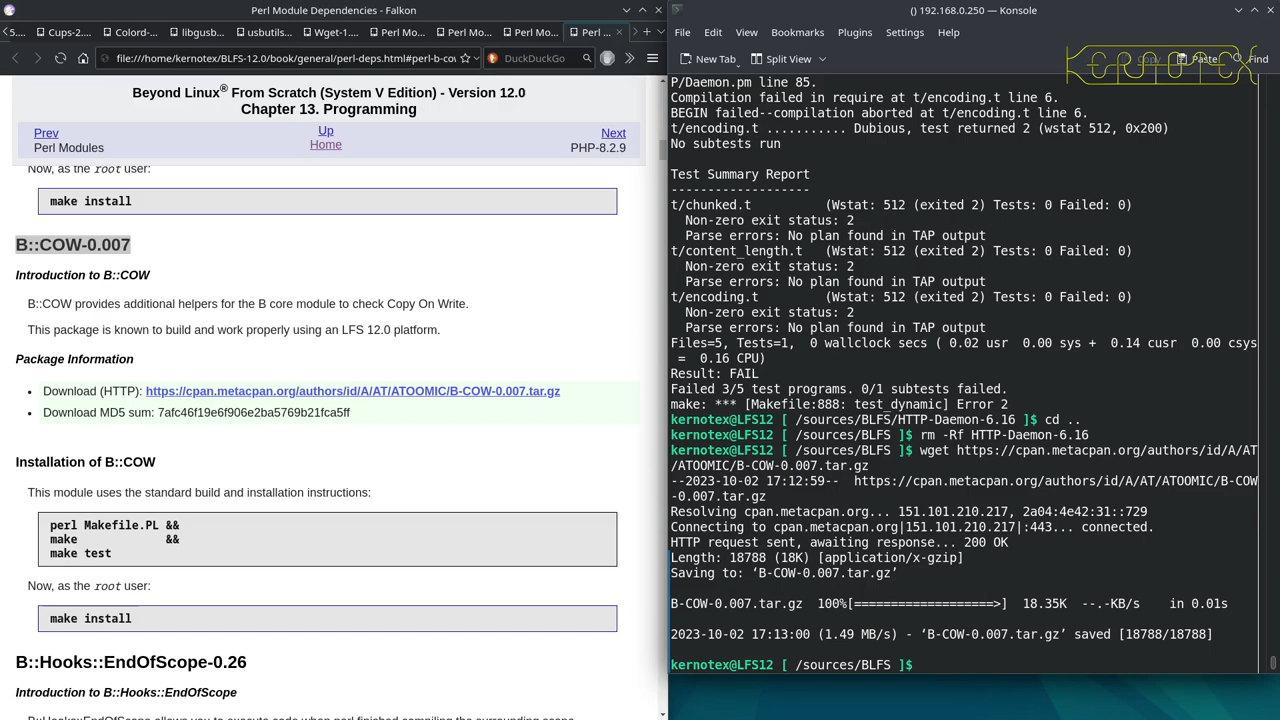 Perl Module Dependencies - Falkon
5....
Cups-2....
Colord-...
libgusb...
usbutils...
Wget-1....
Perl Mo...
Perl Mo...
Perl Mo...
Perl ...
file:///home/kernotex/BLFS-12.0/book/general/perl-deps.html#perl-b-cow
DuckDuckGo
Beyond Linux® From Scratch (System V Edition) - Version 12.0
Chapter 13. Programming
Prev
Up
Next
Perl Modules
Home
PHP-8.2.9
Now, as the root user:
make install
B::COW-0.007
Introduction to B::COW
B::COW provides additional helpers for the B core module to check Copy On Write.
This package is known to build and work properly using an LFS 12.0 platform.
Package Information
• Download (HTTP): https://cpan.metacpan.org/authors/id/A/AT/ATOOMIC/B-COW-0.007.tar.gz
• Download MD5 sum: 7afc46f19e6f906e2ba5769b21fca5ff
Installation of B::COW
This module uses the standard build and installation instructions:
perl Makefile.PL &&
make             &&
make test
Now, as the root user:
make install
B::Hooks::EndOfScope-0.26
Introduction to B::Hooks::EndOfScope
B::Hooks::EndOfScope allows you to execute code when perl finished compiling the surrounding scope.
() 192.168.0.250 — Konsole
File Edit View Bookmarks Plugins Settings Help
New Tab
Split View
Copy
Paste
Find
KERNOTEX
P/Daemon.pm line 85.
Compilation failed in require at t/encoding.t line 6.
BEGIN failed--compilation aborted at t/encoding.t line 6.
t/encoding.t ........... Dubious, test returned 2 (wstat 512, 0x200)
No subtests run
Test Summary Report
-------------------
t/chunked.t          (Wstat: 512 (exited 2) Tests: 0 Failed: 0)
  Non-zero exit status: 2
  Parse errors: No plan found in TAP output
t/content_length.t   (Wstat: 512 (exited 2) Tests: 0 Failed: 0)
  Non-zero exit status: 2
  Parse errors: No plan found in TAP output
t/encoding.t         (Wstat: 512 (exited 2) Tests: 0 Failed: 0)
  Non-zero exit status: 2
  Parse errors: No plan found in TAP output
Files=5, Tests=1,  0 wallclock secs ( 0.02 usr  0.00 sys +  0.14 cusr  0.00 csys
 =  0.16 CPU)
Result: FAIL
Failed 3/5 test programs. 0/1 subtests failed.
make: *** [Makefile:888: test_dynamic] Error 2
kernotex@LFS12 [ /sources/BLFS/HTTP-Daemon-6.16 ]$ cd ..
kernotex@LFS12 [ /sources/BLFS ]$ rm -Rf HTTP-Daemon-6.16
kernotex@LFS12 [ /sources/BLFS ]$ wget https://cpan.metacpan.org/authors/id/A/AT
/ATOOMIC/B-COW-0.007.tar.gz
--2023-10-02 17:12:59--  https://cpan.metacpan.org/authors/id/A/AT/ATOOMIC/B-COW
-0.007.tar.gz
Resolving cpan.metacpan.org... 151.101.210.217, 2a04:4e42:31::729
Connecting to cpan.metacpan.org|151.101.210.217|:443... connected.
HTTP request sent, awaiting response... 200 OK
Length: 18788 (18K) [application/x-gzip]
Saving to: ‘B-COW-0.007.tar.gz’
B-COW-0.007.tar.gz  100%[===================>]  18.35K  --.-KB/s    in 0.01s
2023-10-02 17:13:00 (1.49 MB/s) - ‘B-COW-0.007.tar.gz’ saved [18788/18788]
kernotex@LFS12 [ /sources/BLFS ]$